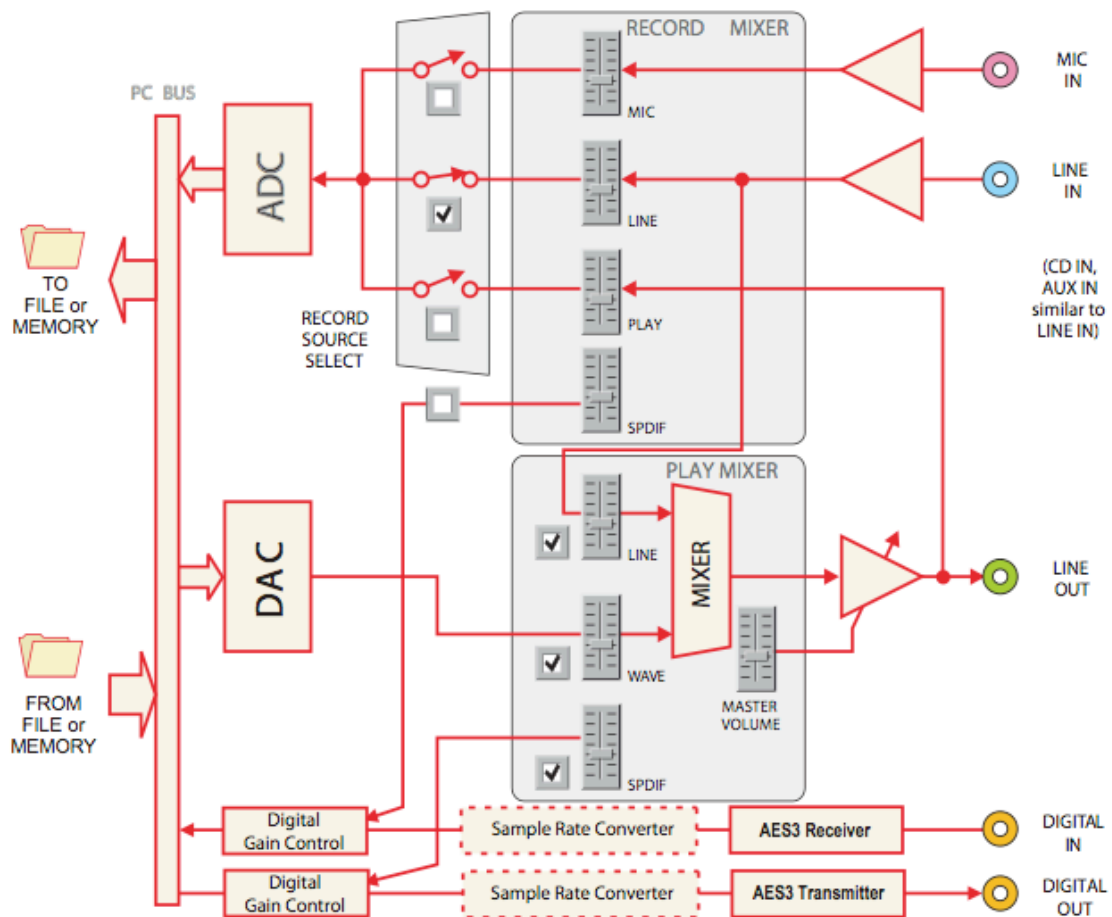 RECORD MIXER
MIC
IN
PC BUS
MIC
ADC
LINE
IN
LINE
TO
FILE or
MEMORY
(CD IN,
AUX IN
similar to
LINE IN)
RECORD
SOURCE
SELECT
PLAY
SPDIF
PLAY MIXER
LINE
DAC
MIXER
LINE
OUT
WAVE
FROM
FILE or
MEMORY
MASTER
VOLUME
SPDIF
Digital
Gain Control
Sample Rate Converter
AES3 Receiver
DIGITAL
IN
Digital
Gain Control
Sample Rate Converter
AES3 Transmitter
DIGITAL
OUT